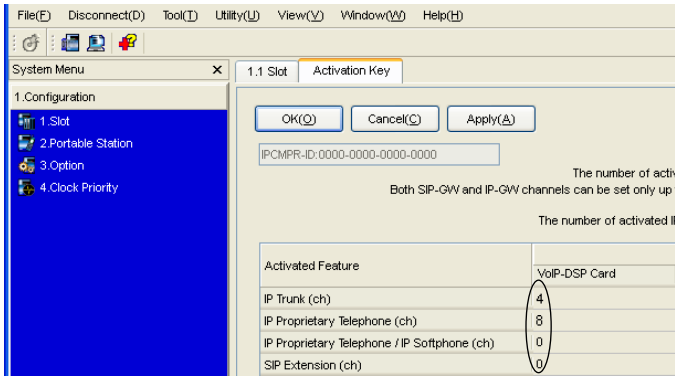 File(F) Disconnect(D) Tool(T) Utility(U) View(V) Window(W) Help(H)
System Menu x
1.1 Slot Activation Key
1.Configuration
1.Slot
2.Portable Station
3.Option
4.Clock Priority
OK(O) Cancel(C) Apply(A)
IPCMPR-ID:0000-0000-0000-0000
The number of activ
Both SIP-GW and IP-GW channels can be set only up
The number of activated I
Activated Feature
VoIP-DSP Card
IP Trunk (ch) 4
IP Proprietary Telephone (ch) 8
IP Proprietary Telephone / IP Softphone (ch) 0
SIP Extension (ch) 0